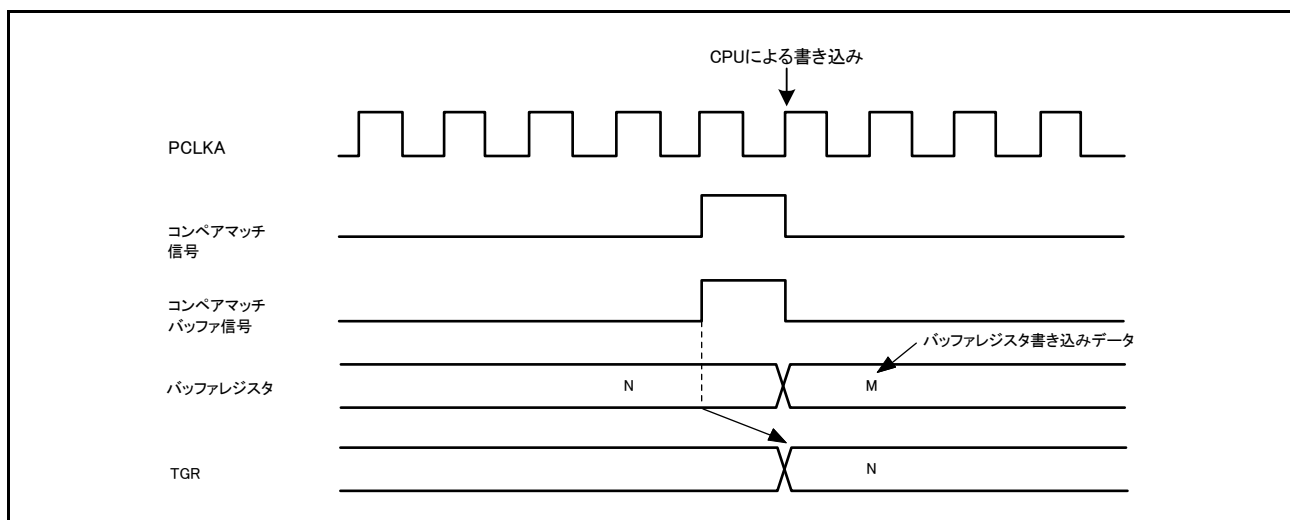 CPUによる書き込み
PCLKA
コンペアマッチ
信号
コンペアマッチ
バッファ信号
バッファレジスタ書き込みデータ
バッファレジスタ
N
M
TGR
N